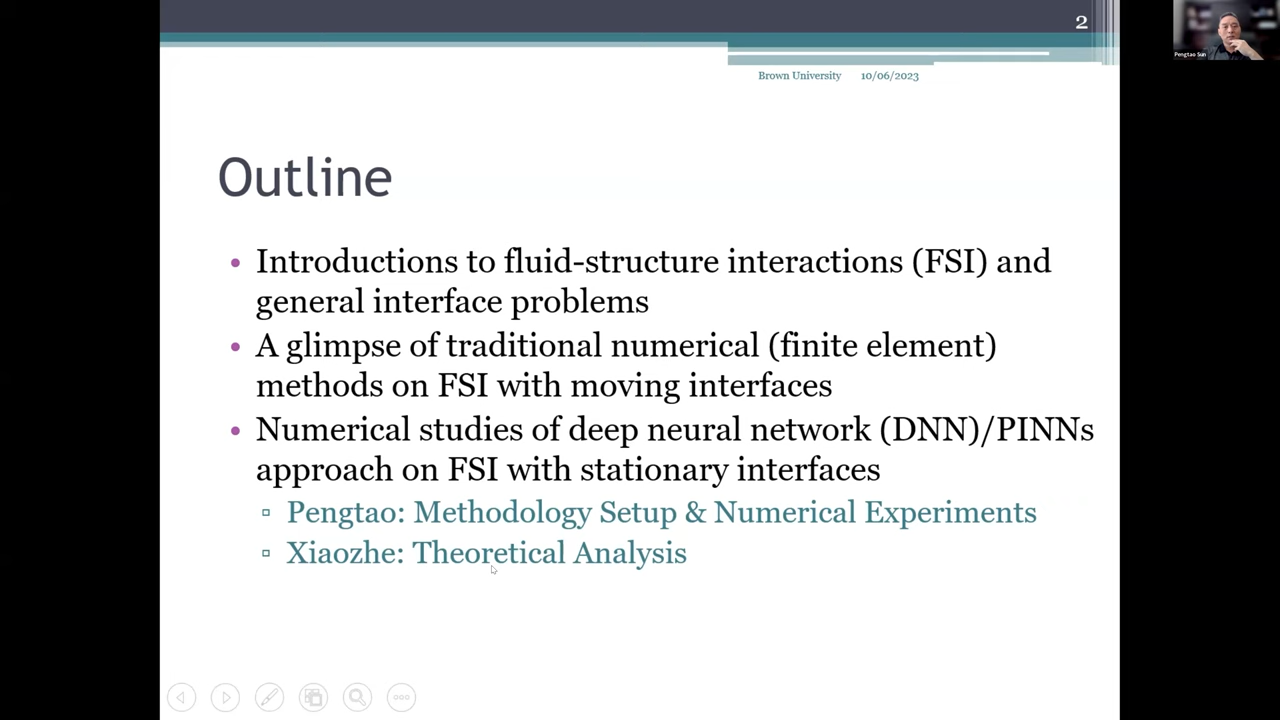 2
Pengtao Sun
Brown University 10/06/2023
Outline
• Introductions to fluid-structure interactions (FSI) and
general interface problems
• A glimpse of traditional numerical (finite element)
methods on FSI with moving interfaces
• Numerical studies of deep neural network (DNN)/PINNs
approach on FSI with stationary interfaces
▫ Pengtao: Methodology Setup & Numerical Experiments
▫ Xiaozhe: Theoretical Analysis